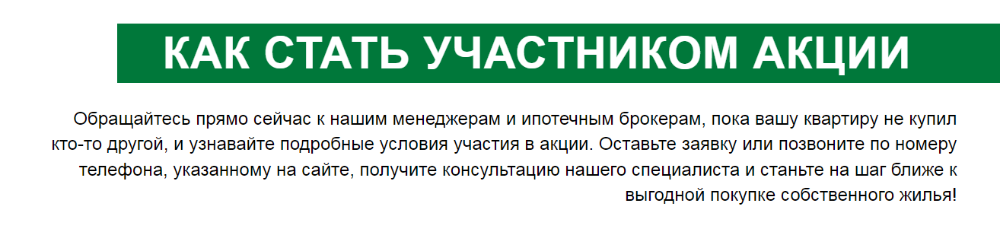 КАК СТАТЬ УЧАСТНИКОМ АКЦИИ
Обращайтесь прямо сейчас к нашим менеджерам и ипотечным брокерам, пока вашу квартиру не купил
кто-то другой, и узнавайте подробные условия участия в акции. Оставьте заявку или позвоните по номеру
телефона, указанному на сайте, получите консультацию нашего специалиста и станьте на шаг ближе к
выгодной покупке собственного жилья!